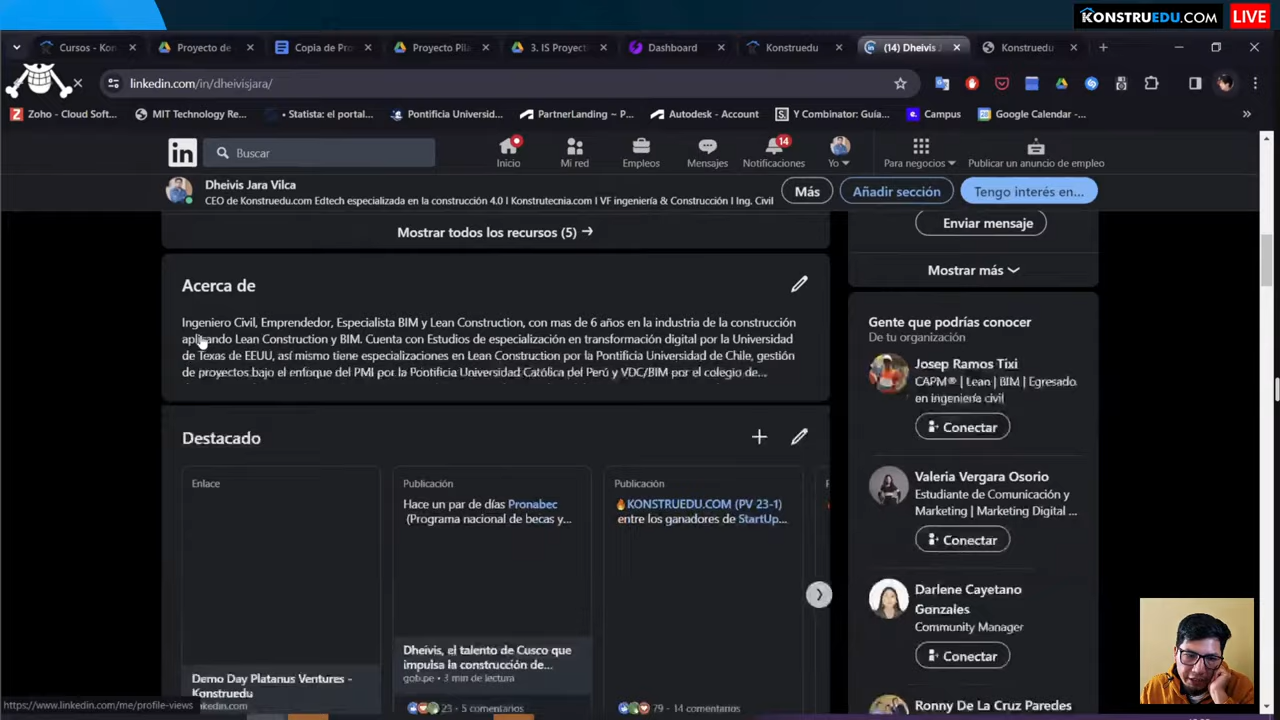 KONSTRUEDU.COM LIVE
Cursos - Kon
Proyecto de
Copia de Pro
Proyecto Pil
3. IS Proyect
Dashboard
Konstruedu
(14) Dheivis J
Konstruedu
linkedin.com/in/dheivisjara/
Zoho - Cloud Soft...
MIT Technology Re...
Statista: el portal...
Pontificia Universid...
PartnerLanding – P...
Autodesk - Account
Y Combinator: Guía...
Campus
Google Calendar -...
in
Buscar
Inicio
Mi red
Empleos
Mensajes
14
Notificaciones
Yo
Para negocios
Publicar un anuncio de empleo
Dheivis Jara Vilca
CEO de Konstruedu.com Edtech especializada en la construcción 4.0 I Konstrutecnia.com I VF ingeniería & Construcción I Ing. Civil
Más
Añadir sección
Tengo interés en...
Mostrar todos los recursos (5) →
Acerca de
Ingeniero Civil, Emprendedor, Especialista BIM y Lean Construction, con mas de 6 años en la industria de la construcción
aplicando Lean Construction y BIM. Cuenta con Estudios de especialización en transformación digital por la Universidad
de Texas de EEUU, así mismo tiene especializaciones en Lean Construction por la Pontificia Universidad de Chile, gestión
de proyectos bajo el enfoque del PMI por la Pontificia Universidad Católica del Perú y VDC/BIM por el colegio de...
Destacado
Enlace
Demo Day Platanus Ventures -
Konstruedu
linkedin.com
Publicación
Hace un par de días Pronabec
(Programa nacional de becas y...
Dheivis, el talento de Cusco que
impulsa la construcción de...
gob.pe • 3 min de lectura
23 · 5 comentarios
Publicación
🔥KONSTRUEDU.COM (PV 23-1)
entre los ganadores de StartUp...
79 · 14 comentarios
Enviar mensaje
Mostrar más
Gente que podrías conocer
De tu organización
Josep Ramos Tixi
CAPM® | Lean | BIM | Egresado
en ingeniería civil
Conectar
Valeria Vergara Osorio
Estudiante de Comunicación y
Marketing | Marketing Digital ...
Conectar
Darlene Cayetano
Gonzales
Community Manager
Conectar
Ronny De La Cruz Paredes
https://www.linkedin.com/me/profile-views